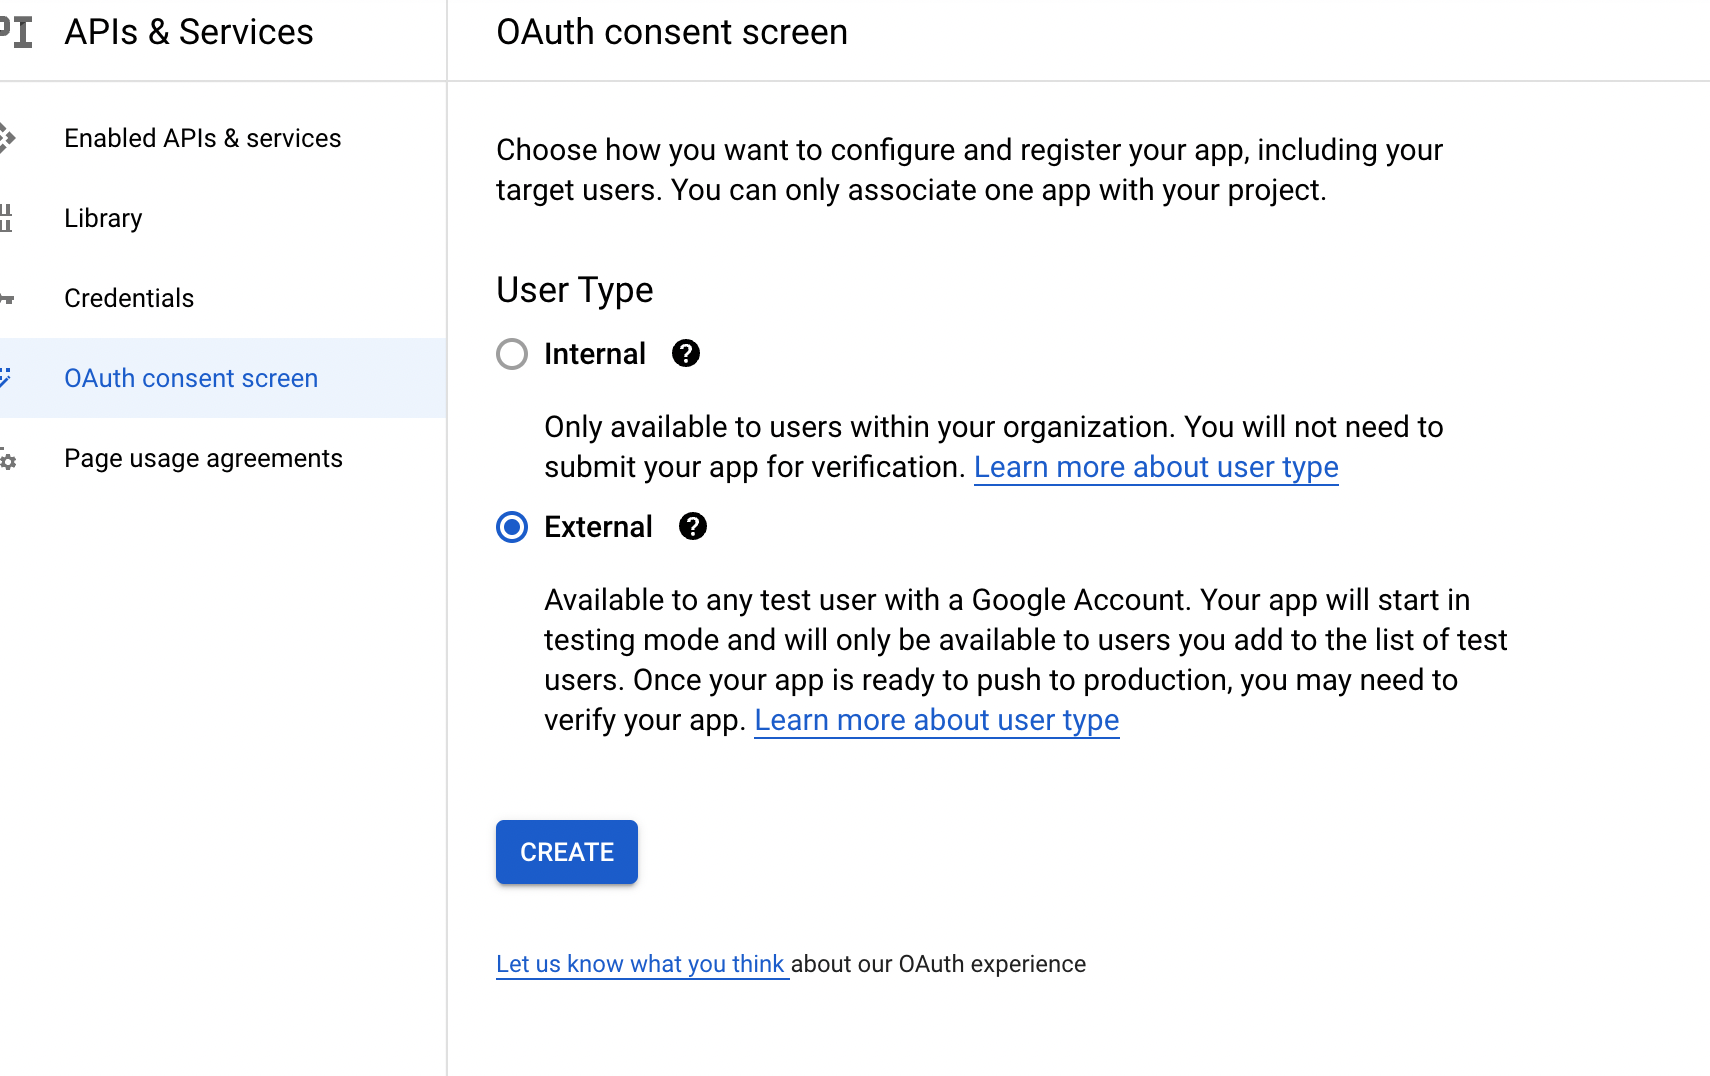 PI APIs & Services
OAuth consent screen
Enabled APIs & services
Library
Credentials
OAuth consent screen
Page usage agreements
Choose how you want to configure and register your app, including your
target users. You can only associate one app with your project.
User Type
Internal
Only available to users within your organization. You will not need to
submit your app for verification. Learn more about user type
External
Available to any test user with a Google Account. Your app will start in
testing mode and will only be available to users you add to the list of test
users. Once your app is ready to push to production, you may need to
verify your app. Learn more about user type
CREATE
Let us know what you think about our OAuth experience